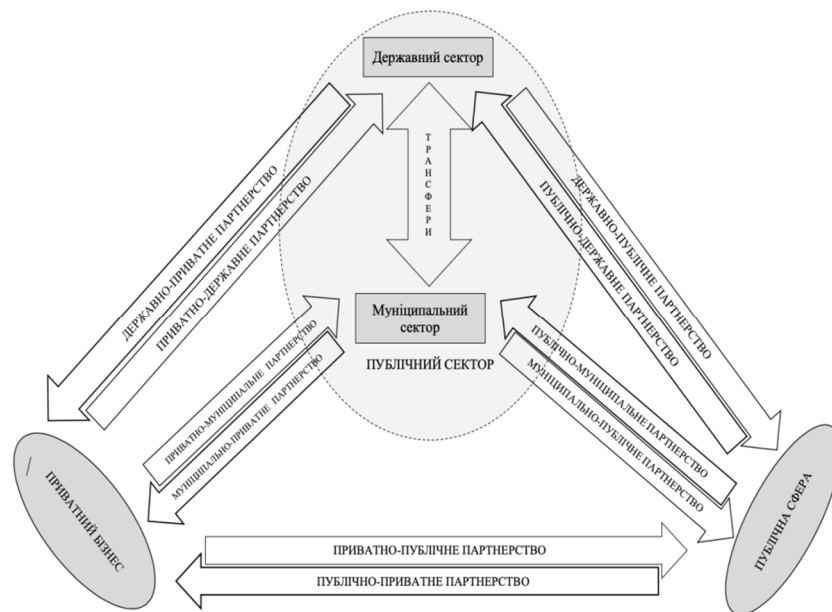 Державний сектор
ТРАНСФЕРИ
ДЕРЖАВНО-ПРИВАТНЕ ПАРТНЕРСТВО
ПРИВАТНО-ДЕРЖАВНЕ ПАРТНЕРСТВО
ДЕРЖАВНО-ПУБЛІЧНЕ ПАРТНЕРСТВО
ПУБЛІЧНО-ДЕРЖАВНЕ ПАРТНЕРСТВО
Муніципальний
сектор
ПУБЛІЧНИЙ СЕКТОР
ПРИВАТНО-МУНІЦИПАЛЬНЕ ПАРТНЕРСТВО
МУНІЦИПАЛЬНО-ПРИВАТНЕ ПАРТНЕРСТВО
ПУБЛІЧНО-МУНІЦИПАЛЬНЕ ПАРТНЕРСТВО
МУНІЦИПАЛЬНО-ПУБЛІЧНЕ ПАРТНЕРСТВО
ПРИВАТНИЙ БІЗНЕС
ПУБЛІЧНА СФЕРА
ПРИВАТНО-ПУБЛІЧНЕ ПАРТНЕРСТВО
ПУБЛІЧНО-ПРИВАТНЕ ПАРТНЕРСТВО